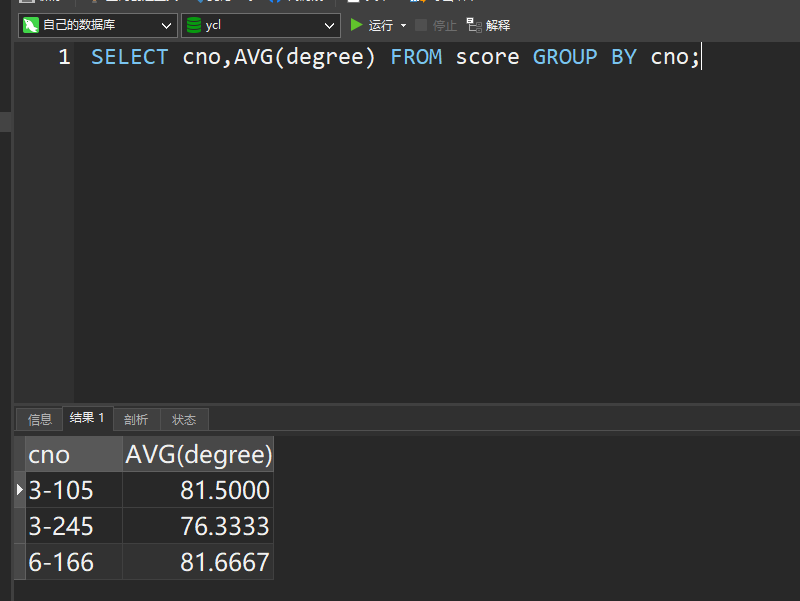 自己的数据库 ycl 运行 停止 解释
1 SELECT cno,AVG(degree) FROM score GROUP BY cno;
信息 结果 1 剖析 状态
cno AVG(degree)
3-105 81.5000
3-245 76.3333
6-166 81.6667